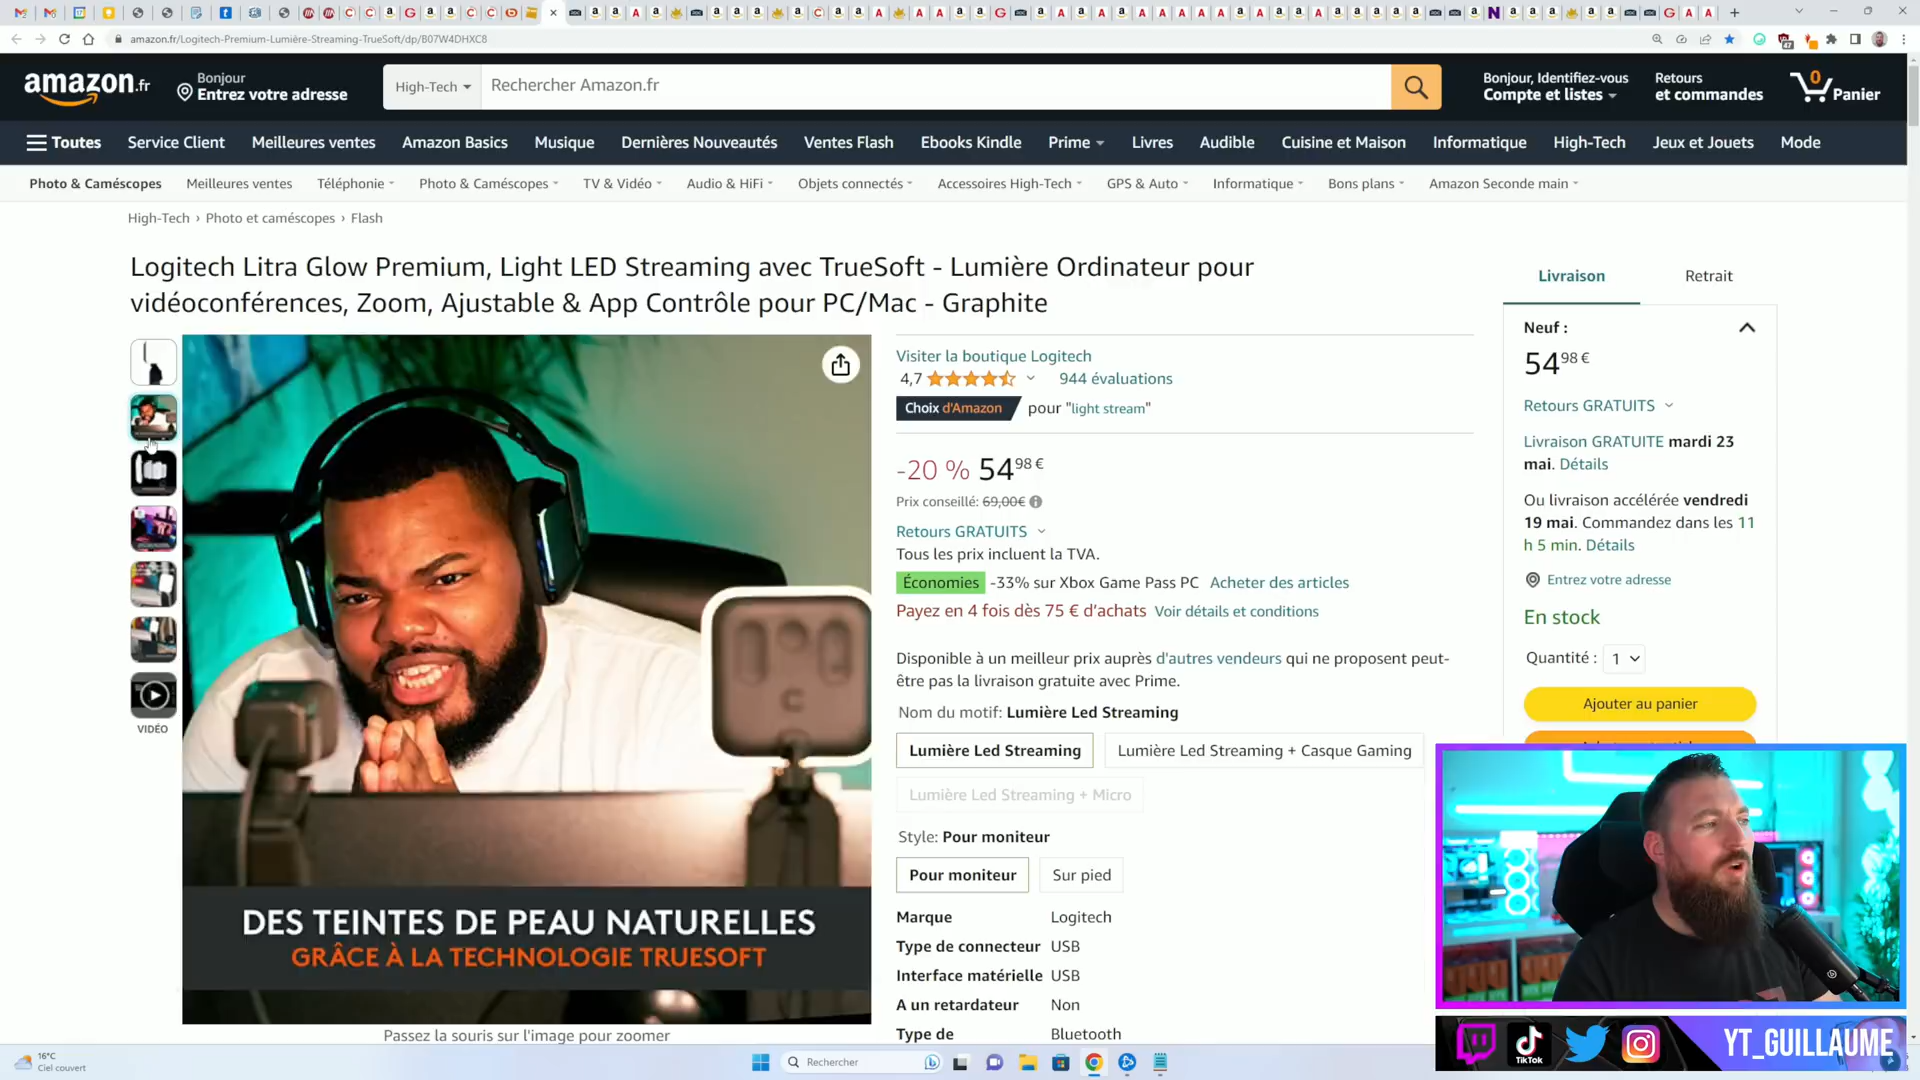 amazon.fr/Logitech-Premium-Lumière-Streaming-TrueSoft/dp/B07W4DHXC8
amazon.fr
Bonjour
Entrez votre adresse
High-Tech
Rechercher Amazon.fr
Bonjour, Identifiez-vous
Compte et listes
Retours
et commandes
0
Panier
Toutes Service Client Meilleures ventes Amazon Basics Musique Dernières Nouveautés Ventes Flash Ebooks Kindle Prime Livres Audible Cuisine et Maison Informatique High-Tech Jeux et Jouets Mode
Photo & Caméscopes Meilleures ventes Téléphonie Photo & Caméscopes TV & Vidéo Audio & HiFi Objets connectés Accessoires High-Tech GPS & Auto Informatique Bons plans Amazon Seconde main
High-Tech › Photo et caméscopes › Flash
Logitech Litra Glow Premium, Light LED Streaming avec TrueSoft - Lumière Ordinateur pour
vidéoconférences, Zoom, Ajustable & App Contrôle pour PC/Mac - Graphite
VIDÉO
DES TEINTES DE PEAU NATURELLES
GRÂCE À LA TECHNOLOGIE TRUESOFT
Passez la souris sur l'image pour zoomer
Visiter la boutique Logitech
4,7 944 évaluations
Choix d'Amazon pour "light stream"
-20 % 54,98 €
Prix conseillé: 69,00€
Retours GRATUITS
Tous les prix incluent la TVA.
Économies -33% sur Xbox Game Pass PC Acheter des articles
Payez en 4 fois dès 75 € d'achats Voir détails et conditions
Disponible à un meilleur prix auprès d'autres vendeurs qui ne proposent peut-
être pas la livraison gratuite avec Prime.
Nom du motif: Lumière Led Streaming
Lumière Led Streaming Lumière Led Streaming + Casque Gaming
Lumière Led Streaming + Micro
Style: Pour moniteur
Pour moniteur Sur pied
Marque Logitech
Type de connecteur USB
Interface matérielle USB
A un retardateur Non
Type de Bluetooth
Livraison Retrait
Neuf :
54 98 €
Retours GRATUITS
Livraison GRATUITE mardi 23
mai. Détails
Ou livraison accélérée vendredi
19 mai. Commandez dans les 11
h 5 min. Détails
Entrez votre adresse
En stock
Quantité : 1
Ajouter au panier
TikTok
YT_GUILLAUME
16°C
Ciel couvert
Rechercher